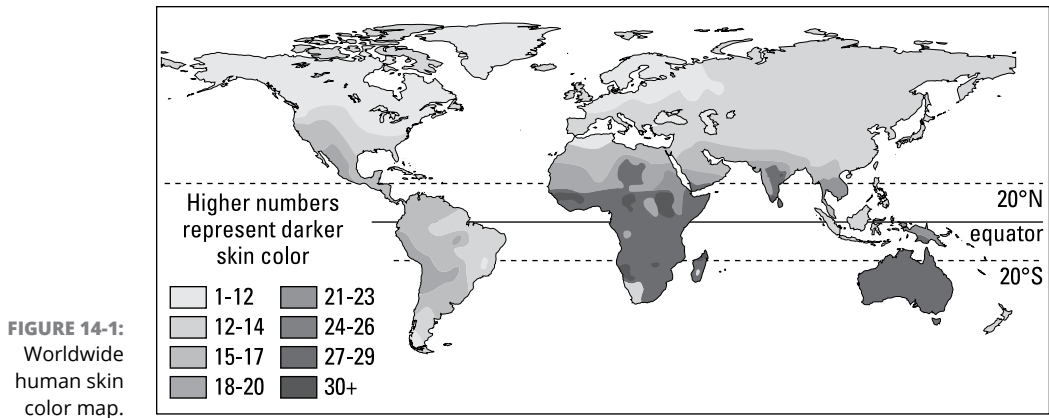 Higher numbers
represent darker
skin color
1-12
12-14
15-17
18-20
21-23
24-26
27-29
30+
20°N
equator
20°S
FIGURE 14-1:
Worldwide
human skin
color map.